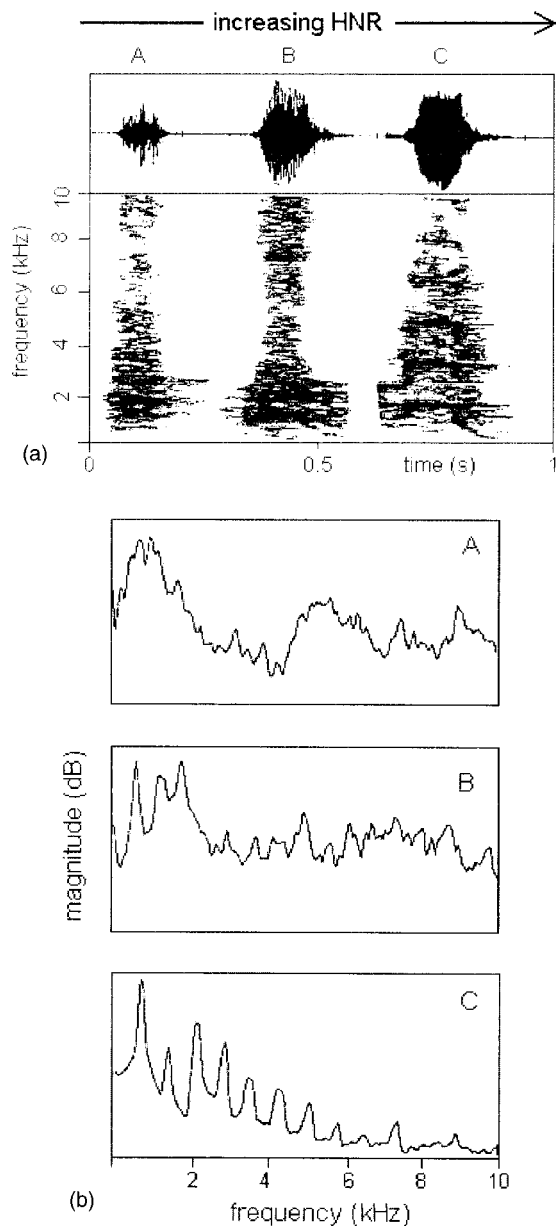 increasing HNR
A B C
10
8
6
4
2
frequency (kHz)
(a)
0 0.5 time (s) 1
A
B
C
magnitude (dB)
2 4 6 8 10
(b)
frequency (kHz)